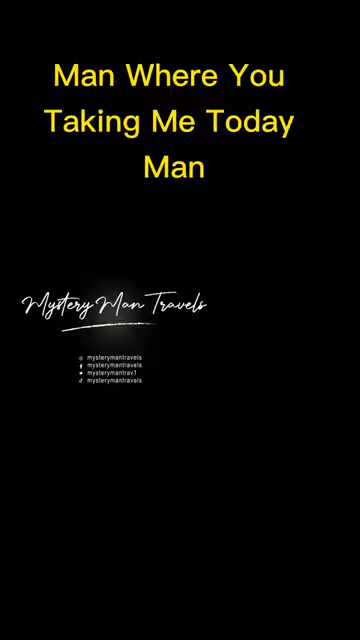 Man Where You
Taking Me Today
Man
Mystery Man Travels
mysterymantravels
mysterymantravels
mysterymantrav1
mysterymantravels